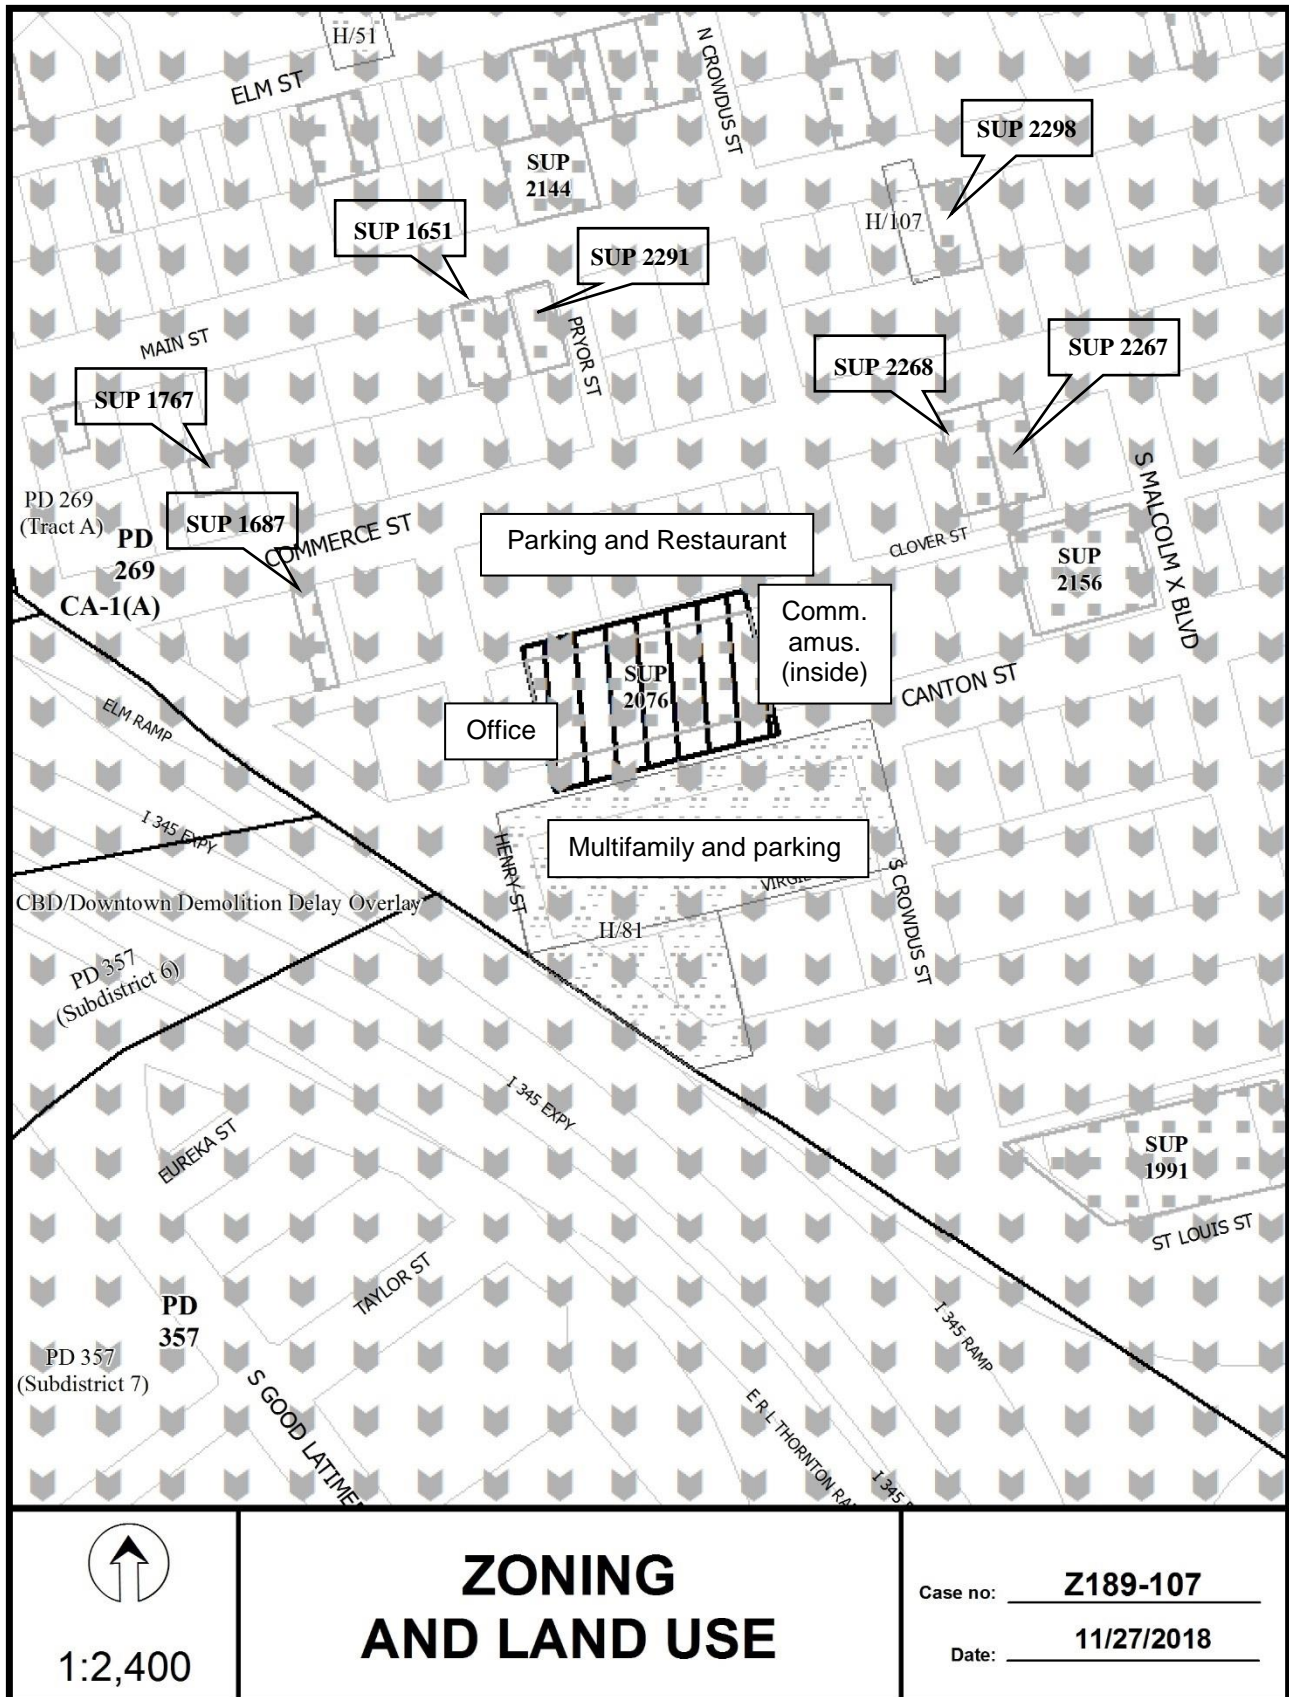 H/51
ELM ST
N CROWDUS ST
SUP 2298
SUP
2144
SUP 1651
H/107
SUP 2291
MAIN ST
PRYOR ST
SUP 2268
SUP 2267
SUP 1767
S MALCOLM X BLVD
PD 269
(Tract A)
PD
269
CA-1(A)
SUP 1687
COMMERCE ST
Parking and Restaurant
CLOVER ST
SUP
2156
Comm.
amus.
(inside)
SUP
2076
CANTON ST
ELM RAMP
Office
I 345 EXPY
HENRY ST
Multifamily and parking
S CROWDUS ST
CBD/Downtown Demolition Delay Overlay
H/81
PD 357
(Subdistrict 6)
I 345 EXPY
EUREKA ST
SUP
1991
ST LOUIS ST
TAYLOR ST
PD
357
I 345 RAMP
PD 357
(Subdistrict 7)
S GOOD LATIMER
E R L THORNTON
I 345
1:2,400
ZONING
AND LAND USE
Case no: Z189-107
Date: 11/27/2018